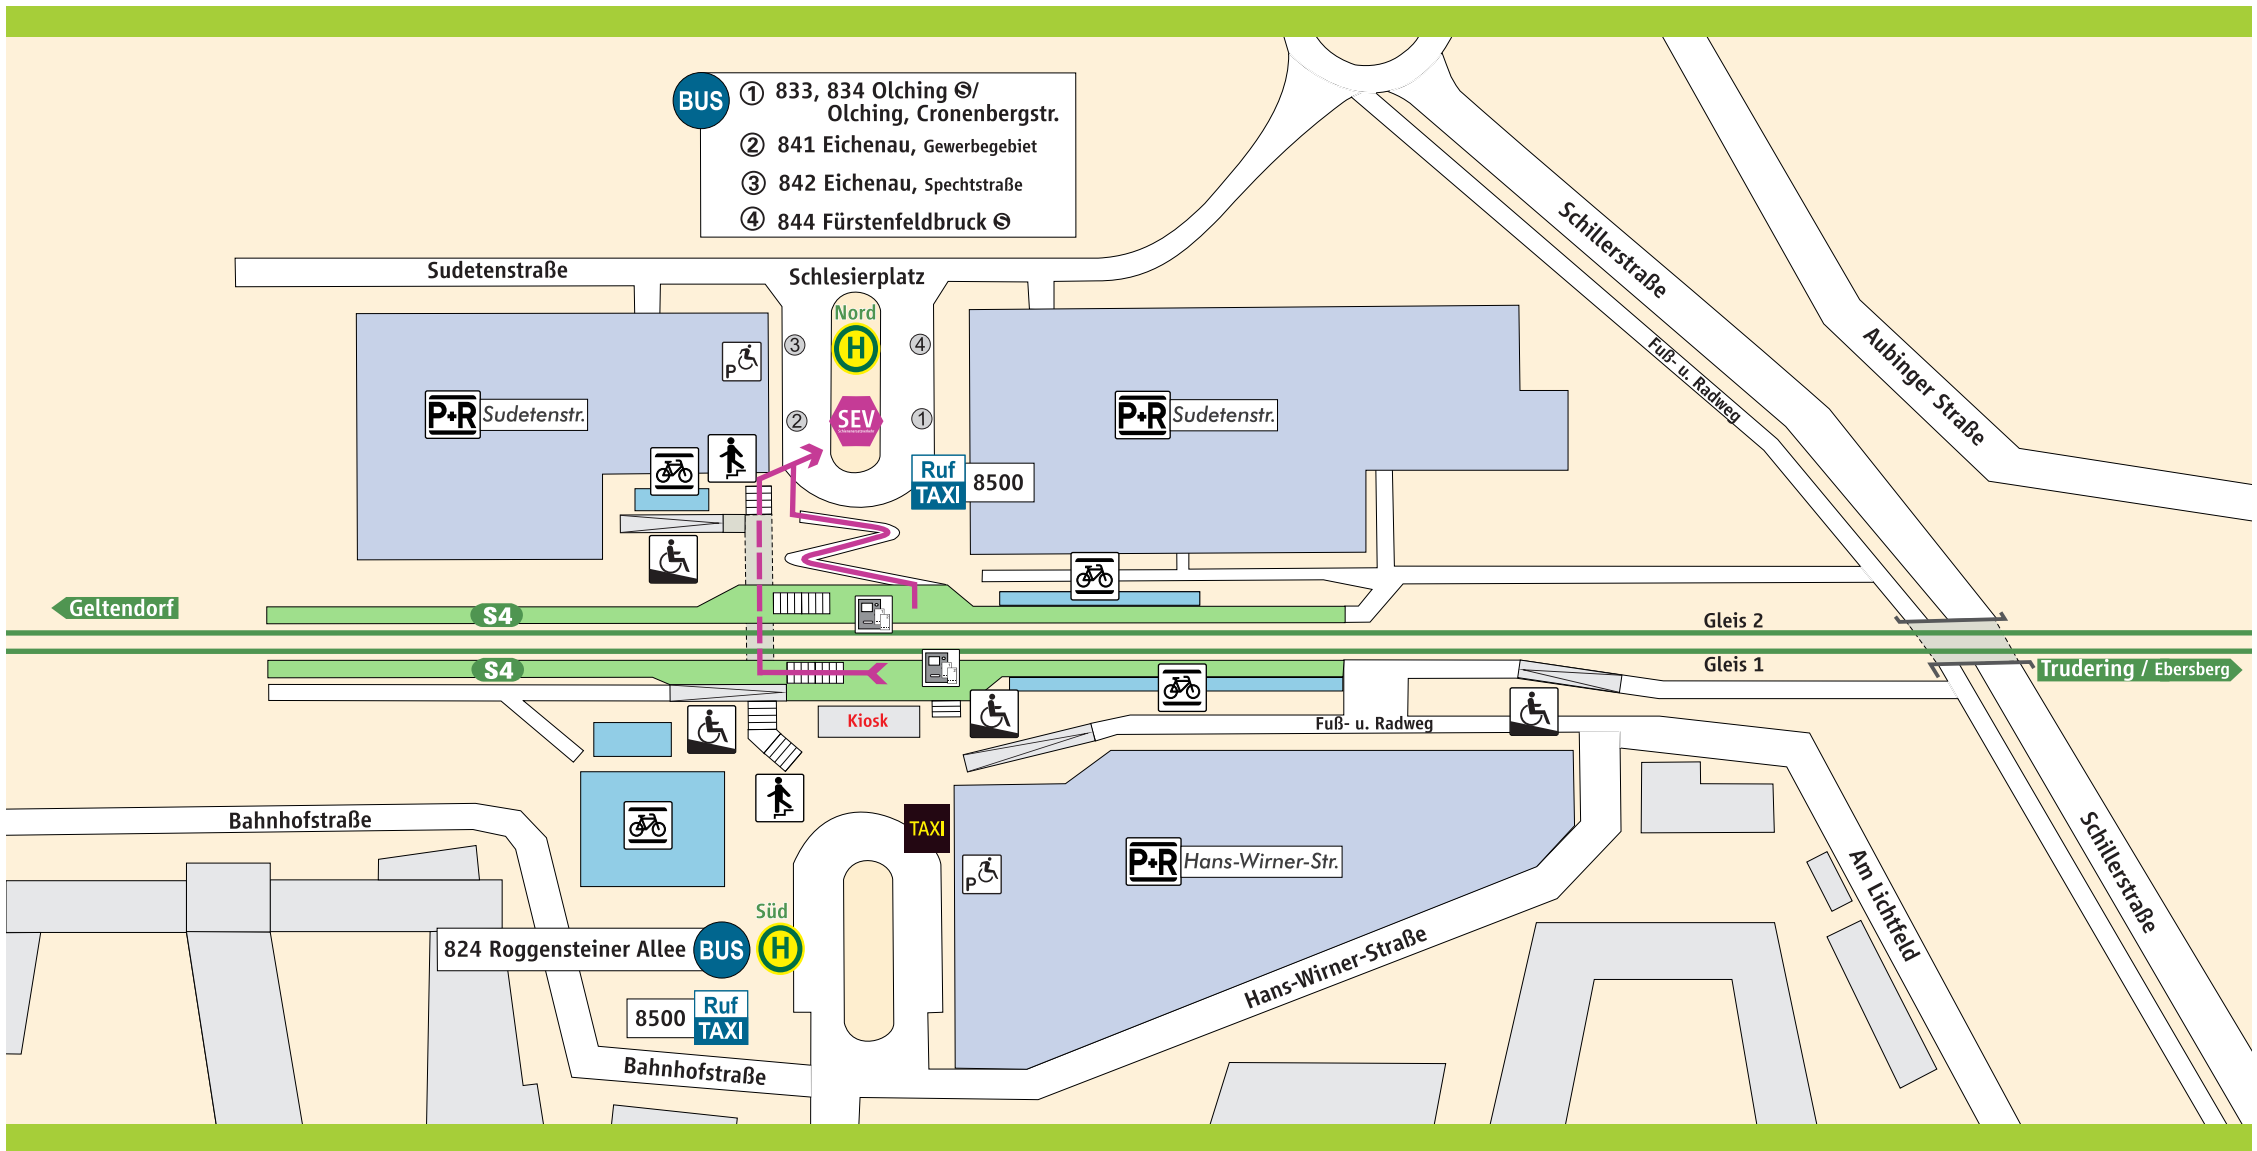 BUS
① 833, 834 Olching S/
Olching, Cronenbergstr.
② 841 Eichenau, Gewerbegebiet
③ 842 Eichenau, Spechtstraße
④ 844 Fürstenfeldbruck S
Sudetenstraße
Schlesierplatz
Nord
H
3
4
SEV
2
1
P
P+R Sudetenstr.
P+R Sudetenstr.
Ruf
TAXI
8500
Schillerstraße
Fuß- u. Radweg
Aubinger Straße
Geltendorf
S4
Gleis 2
S4
Gleis 1
Trudering / Ebersberg
Kiosk
Fuß- u. Radweg
Bahnhofstraße
TAXI
P
P+R Hans-Wirner-Str.
Am Lichtfeld
Schillerstraße
Süd
824 Roggensteiner Allee BUS H
Hans-Wirner-Straße
8500
Ruf
TAXI
Bahnhofstraße